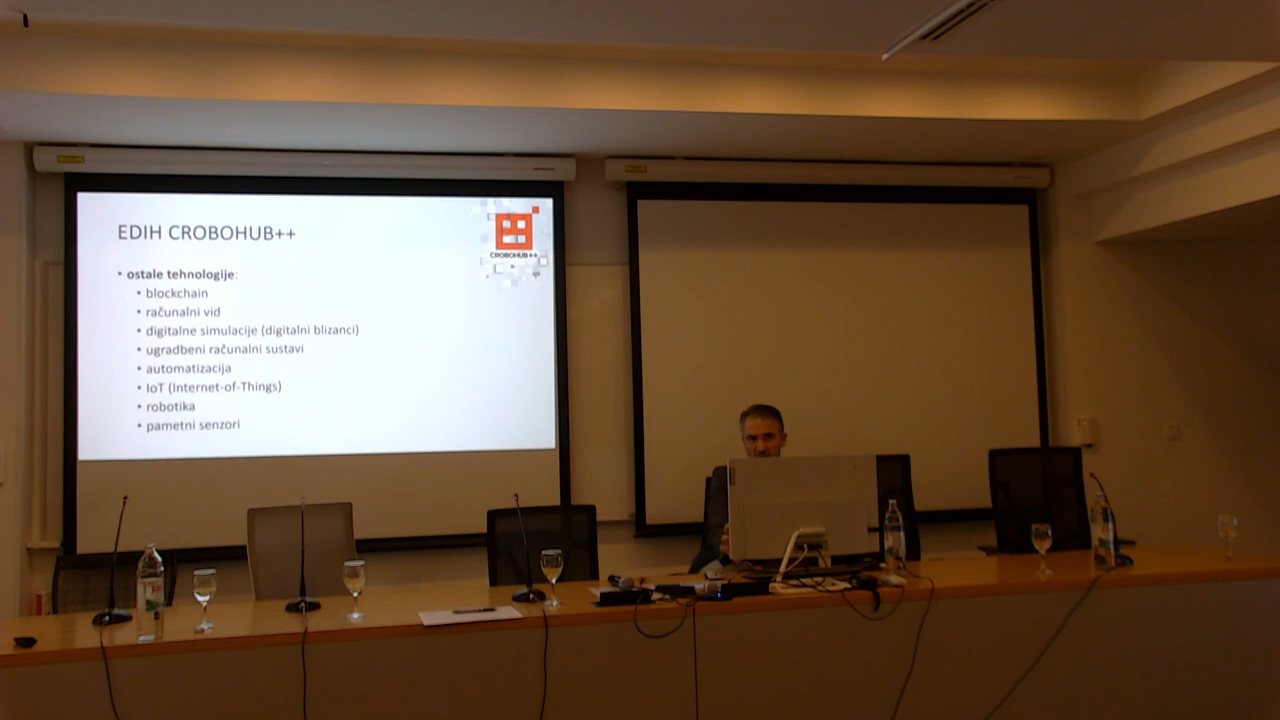 EDIH CROBOHUB++
CROBOHUB++
• ostale tehnologije:
• blockchain
• računalni vid
• digitalne simulacije (digitalni blizanci)
• ugradbeni računalni sustavi
• automatizacija
• IoT (Internet-of-Things)
• robotika
• pametni senzori